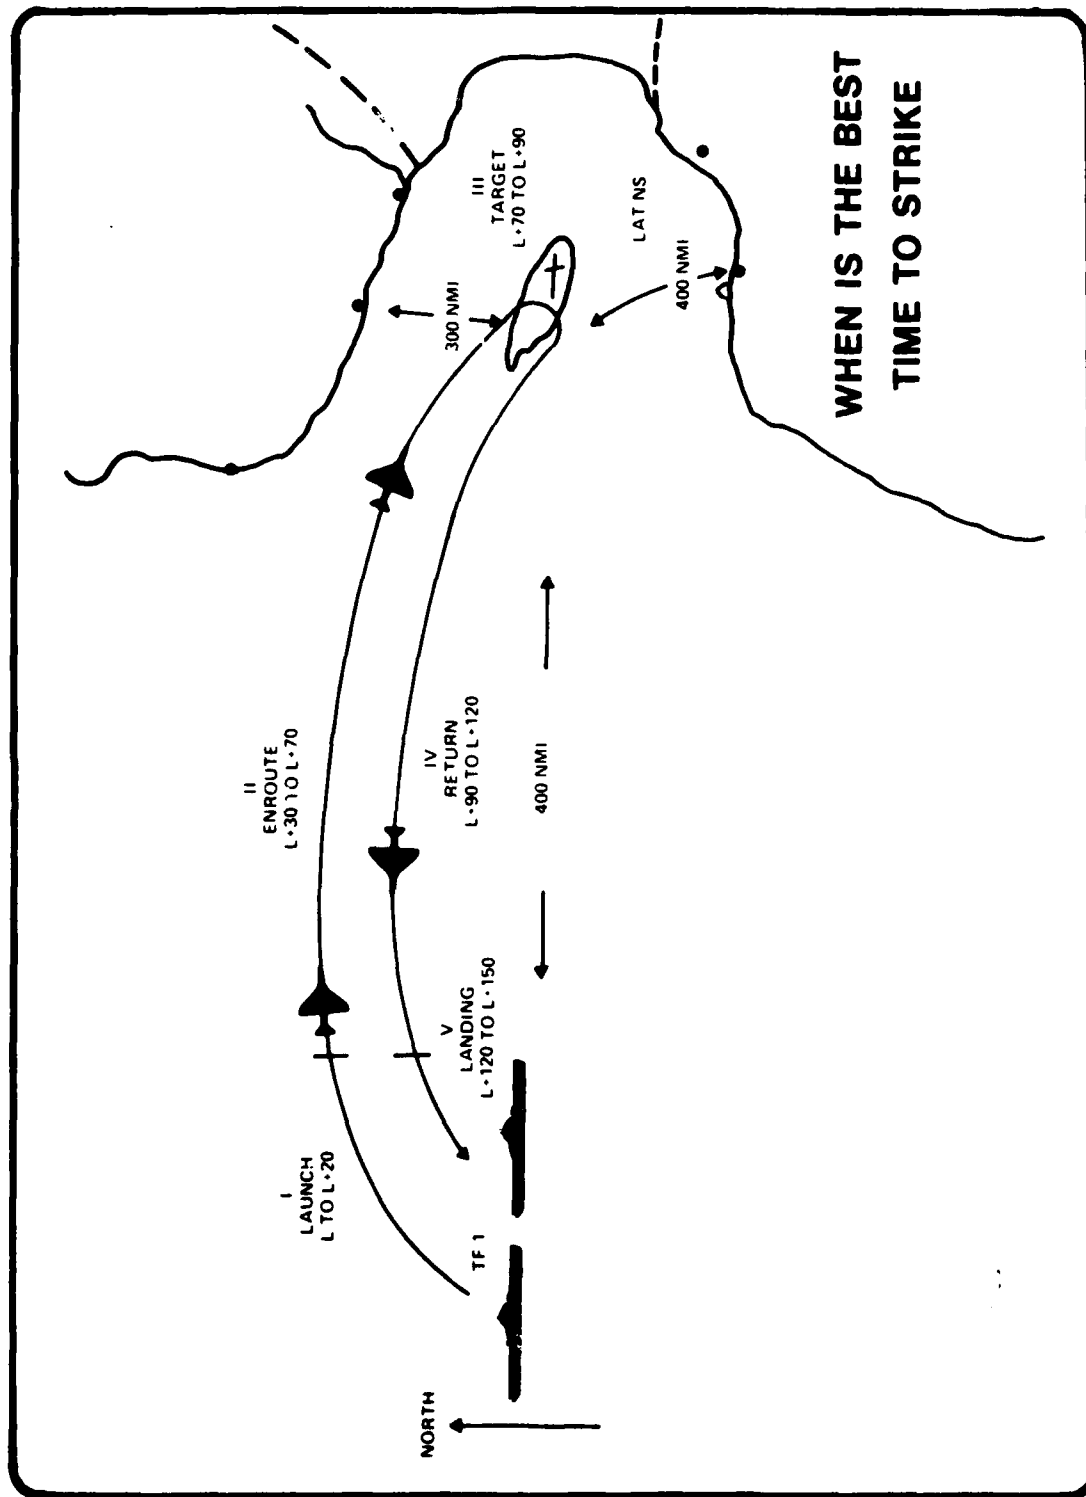 NORTH
TF 1
I
LAUNCH
L TO L+20
II
ENROUTE
L+30 TO L+70
III
TARGET
L+70 TO L+90
IV
RETURN
L+90 TO L+120
V
LANDING
L+120 TO L+150
400 NMI
300 NMI
400 NMI
LAT NS
WHEN IS THE BEST
TIME TO STRIKE